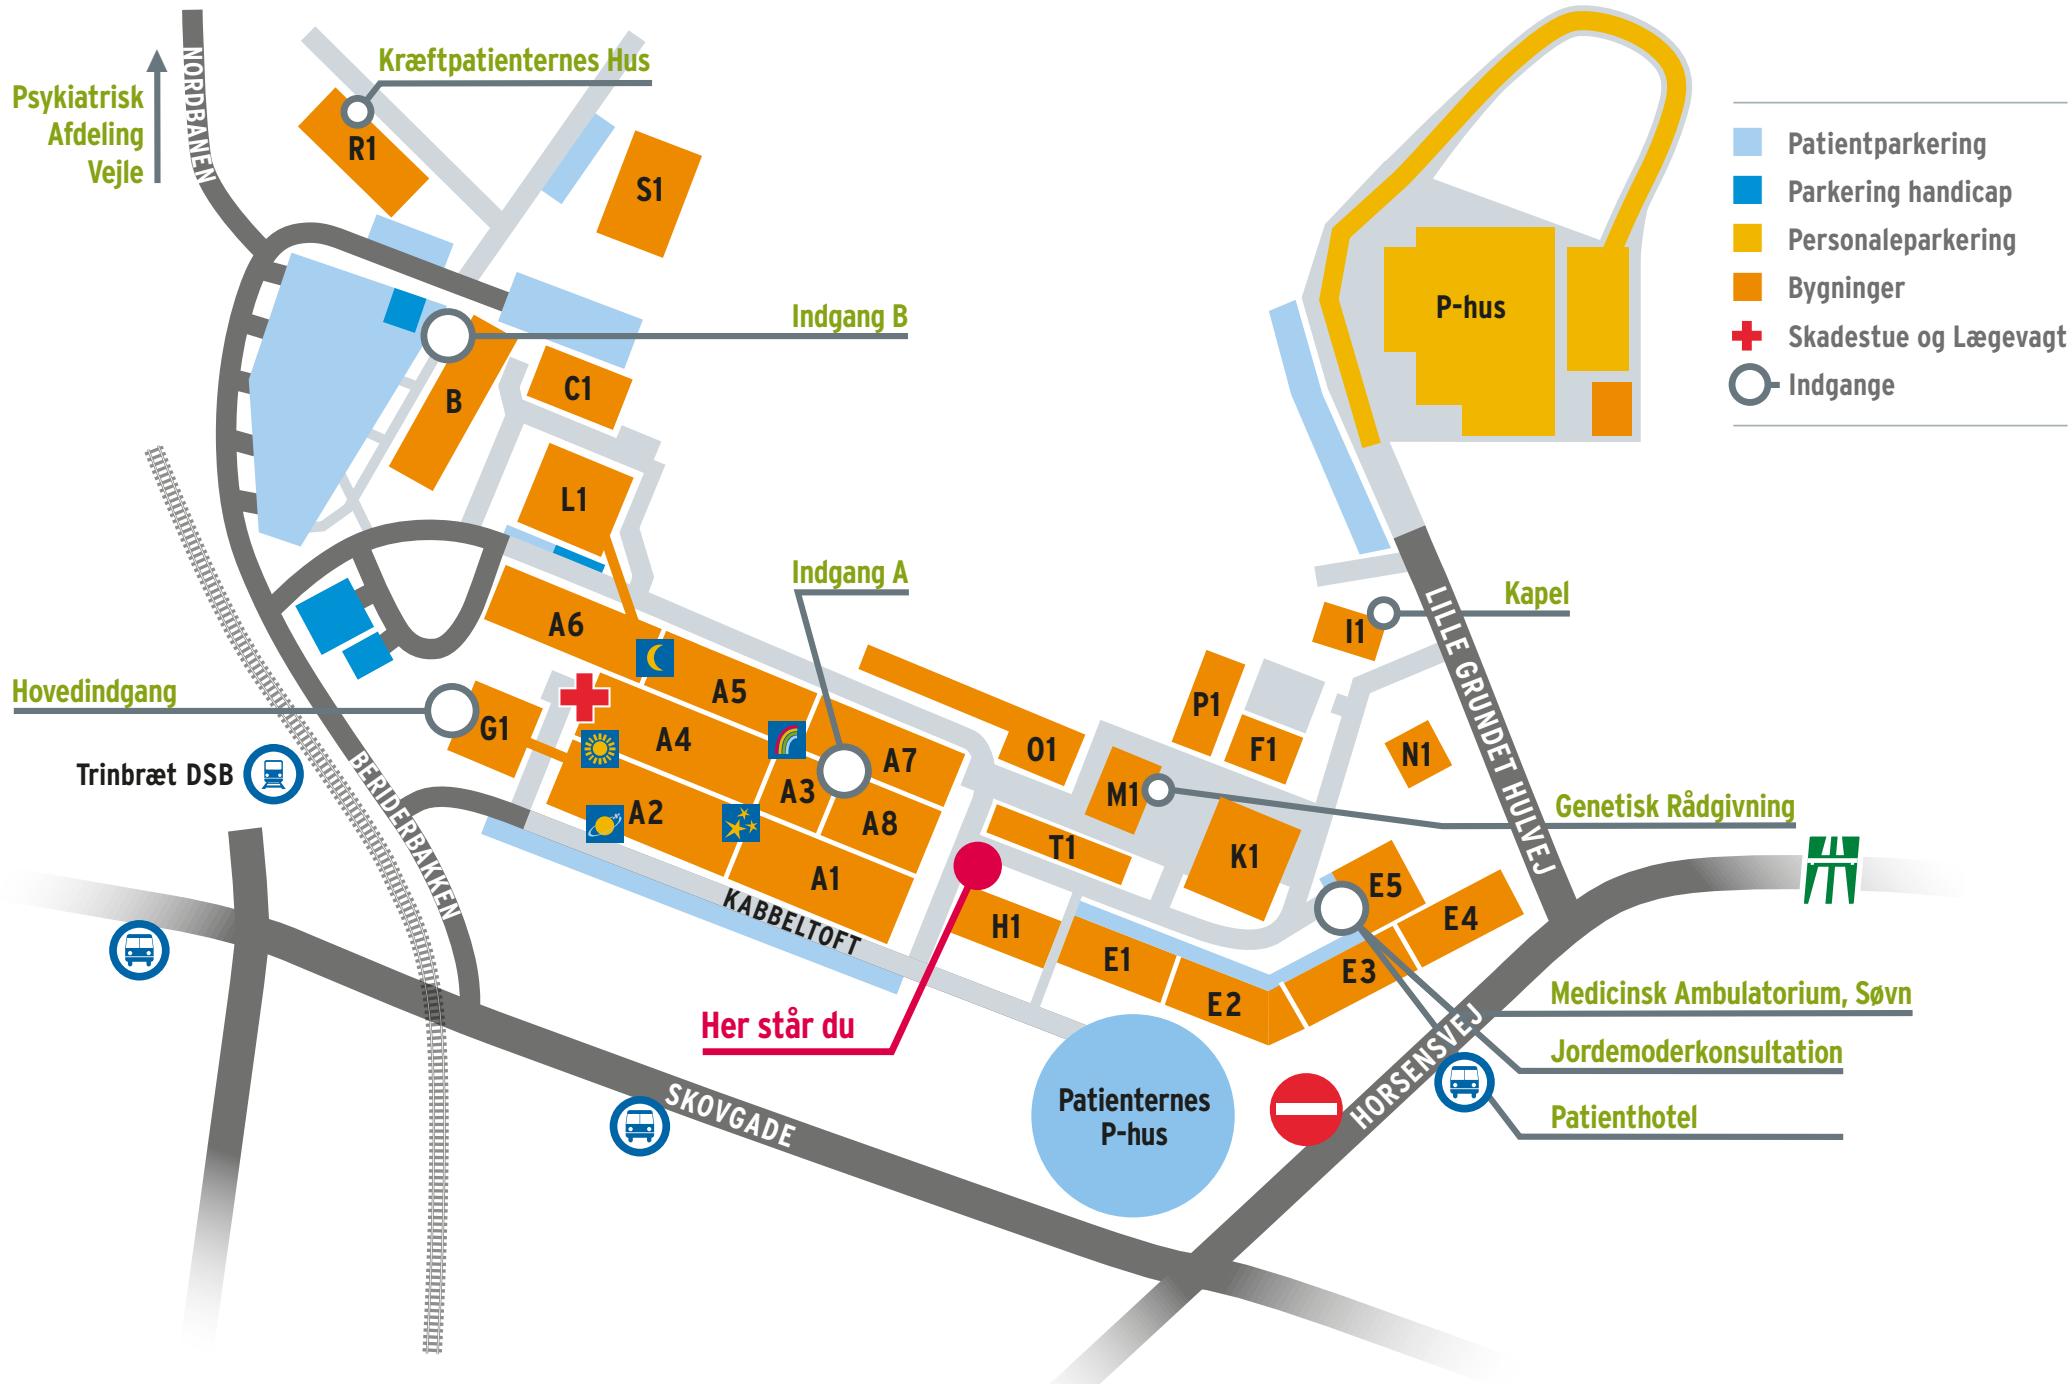 NORDBANEN
Psykiatrisk
Afdeling
Vejle
Kræftpatienternes Hus
R1
S1
Indgang B
B
C1
L1
P-hus
Patientparkering
Parkering handicap
Personaleparkering
Bygninger
Skadestue og Lægevagt
Indgange
Indgang A
Kapel
I1
LILLE GRUNDET HULVEJ
A6
A5
Hovedindgang
G1
A4
A7
O1
P1
F1
N1
Trinbræt DSB
BERIDERBAKKEN
A3
M1
Genetisk Rådgivning
A2
A8
T1
K1
A1
E5
KABBELTOFT
H1
E4
E1
E3
E2
Medicinsk Ambulatorium, Søvn
Her står du
Jordemoderkonsultation
HORSENSVEJ
Patienthotel
Patienternes
P-hus
SKOVGADE